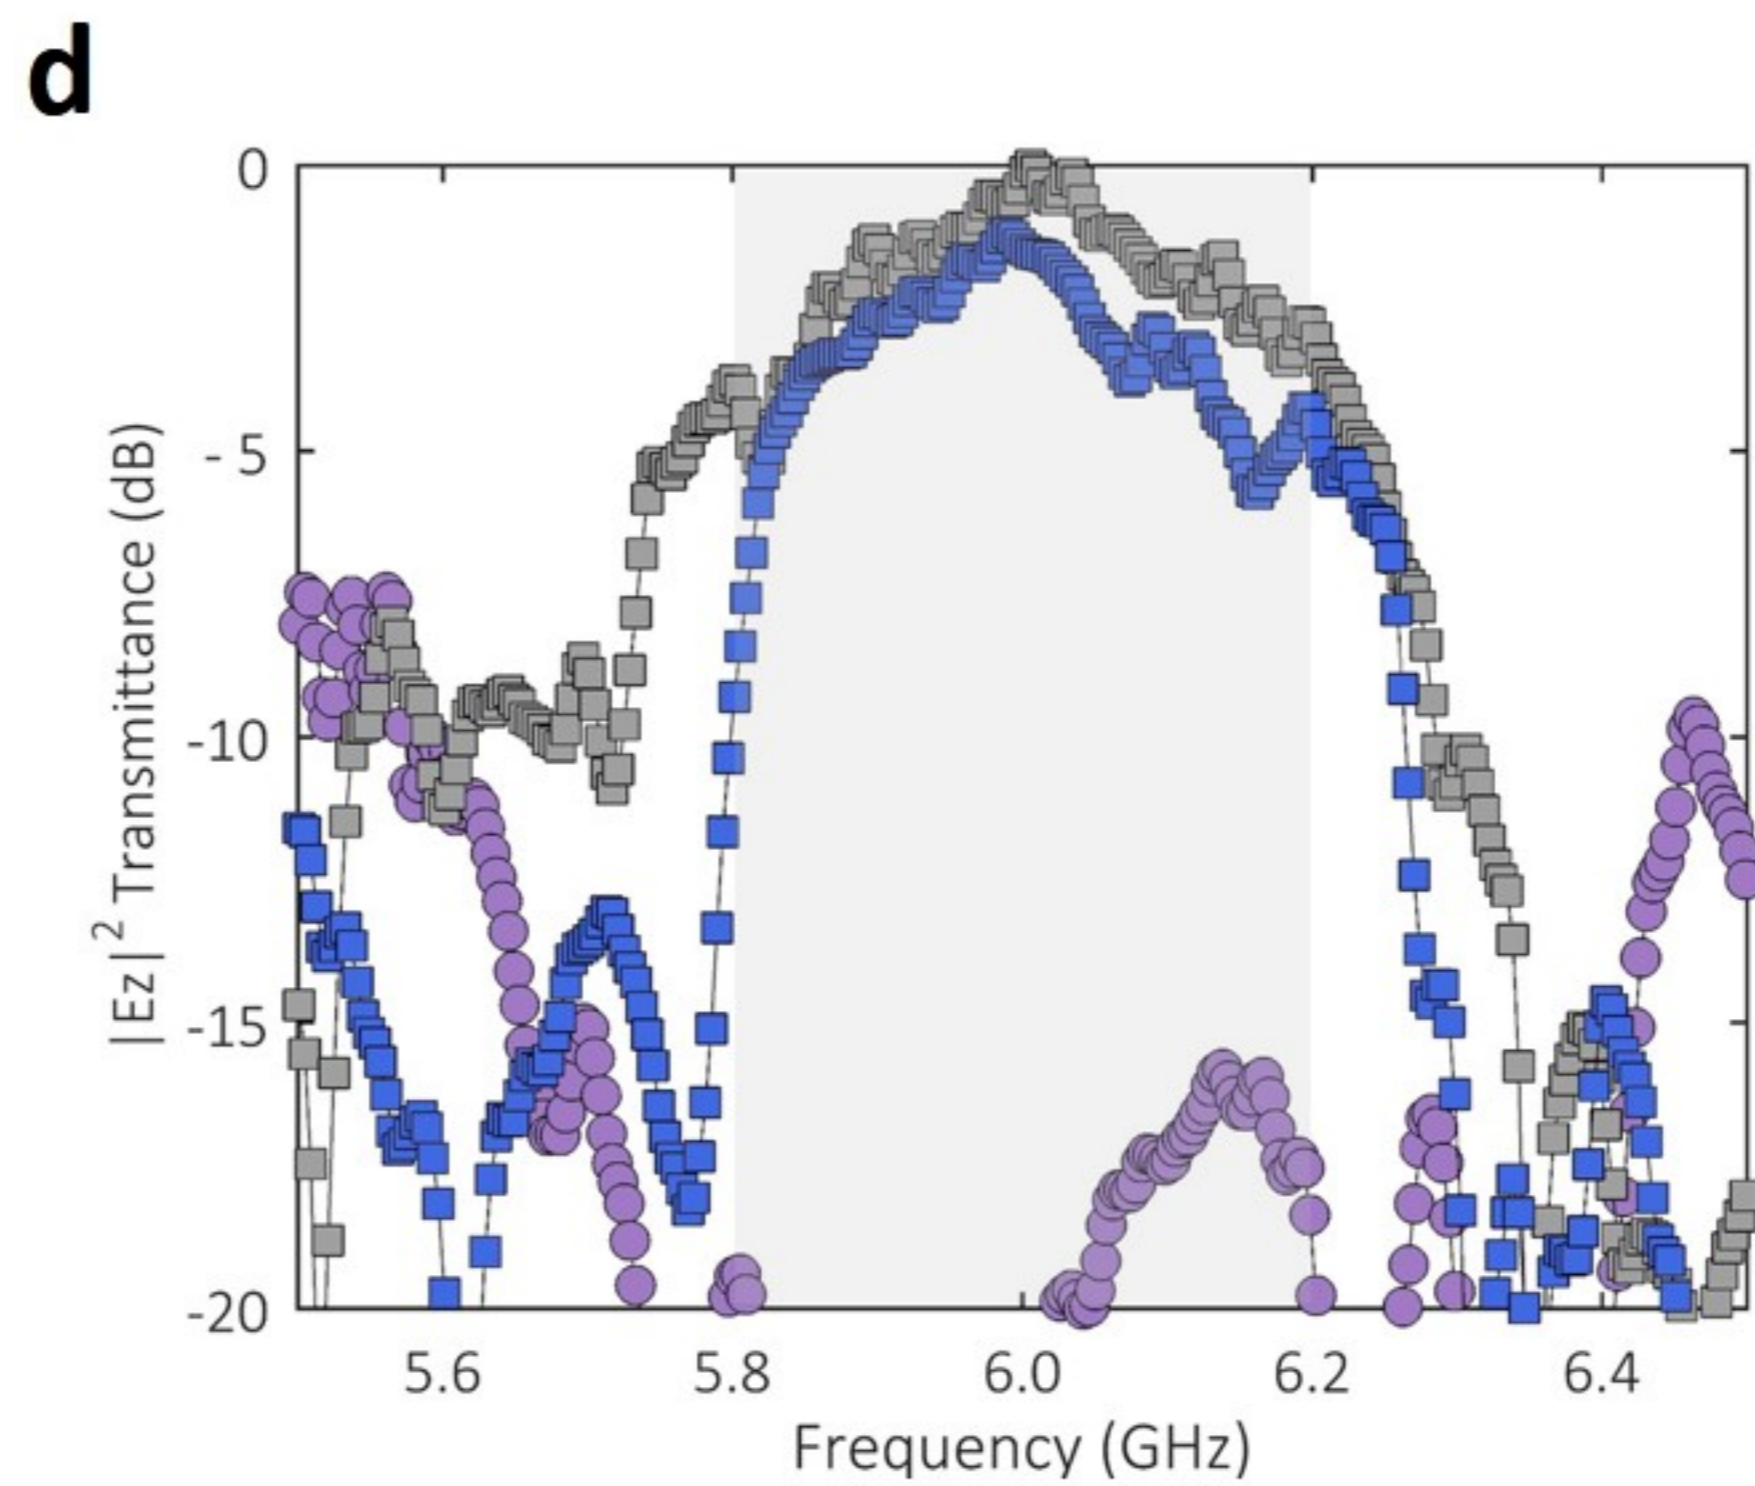 d
0
- 5
-10
-15
-20
|Ez|² Transmittance (dB)
5.6 5.8 6.0 6.2 6.4
Frequency (GHz)